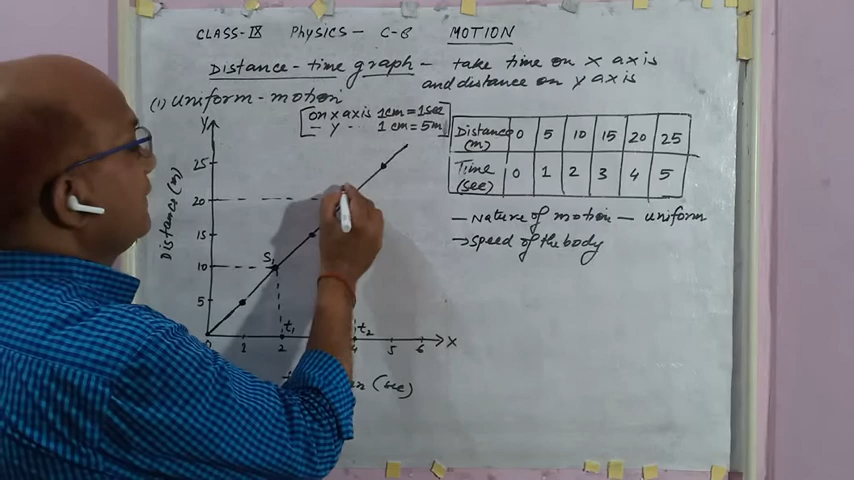 CLASS-IX Physics - C-8 MOTION
Distance-time graph - take time on x axis
and distance on y axis
(1) Uniform-motion
[on x axis 1cm = 1sec
- y - .. 1 cm = 5m]
Y
Distance (m)
25
20
15
10
5
0 1 2 4 5 6 X
S1
t1 t2
(sec)
Distance (m) 0 5 10 15 20 25
Time (sec) 0 1 2 3 4 5
- Nature of motion - uniform
→ speed of the body